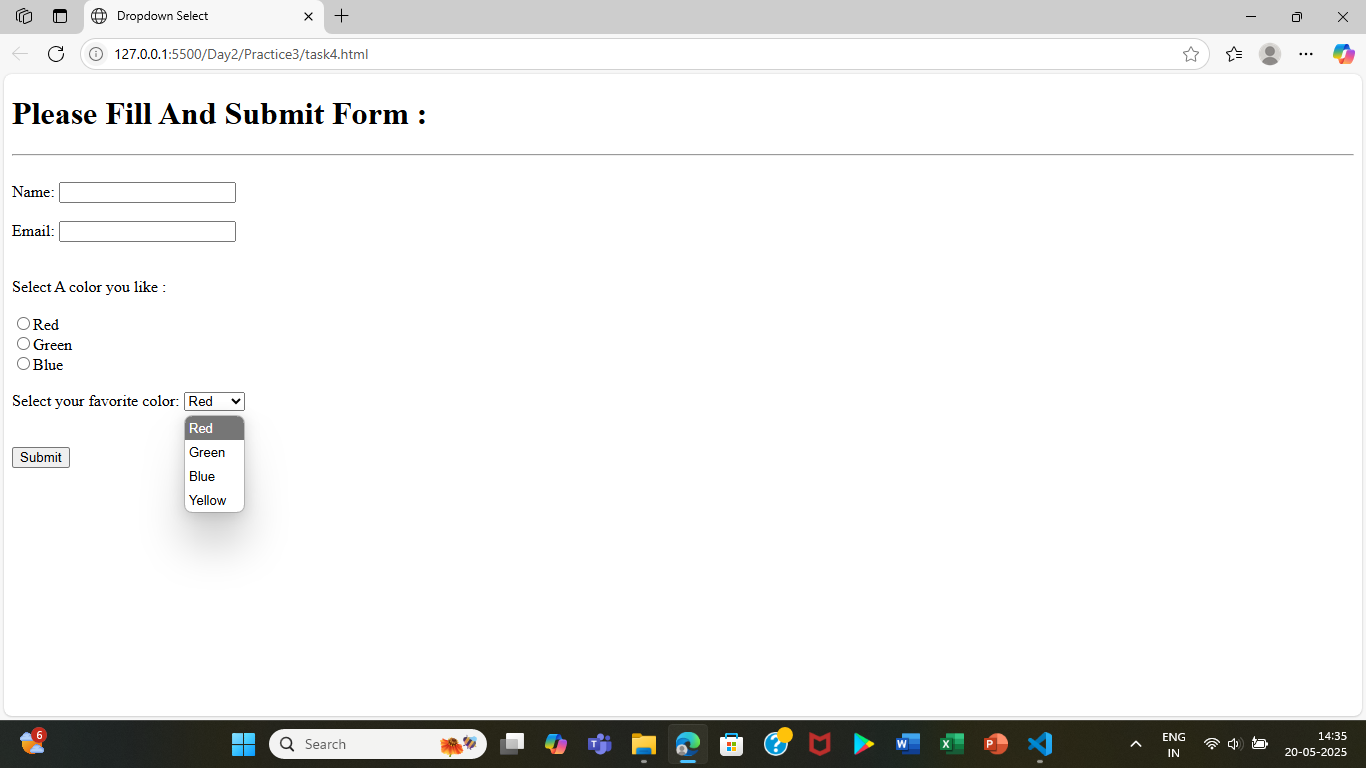 Dropdown Select
127.0.0.1:5500/Day2/Practice3/task4.html
Please Fill And Submit Form :
Name:
Email:
Select A color you like :
Red
Green
Blue
Select your favorite color: Red
Red
Green
Blue
Yellow
Submit
6
Search
ENG
IN
14:35
20-05-2025